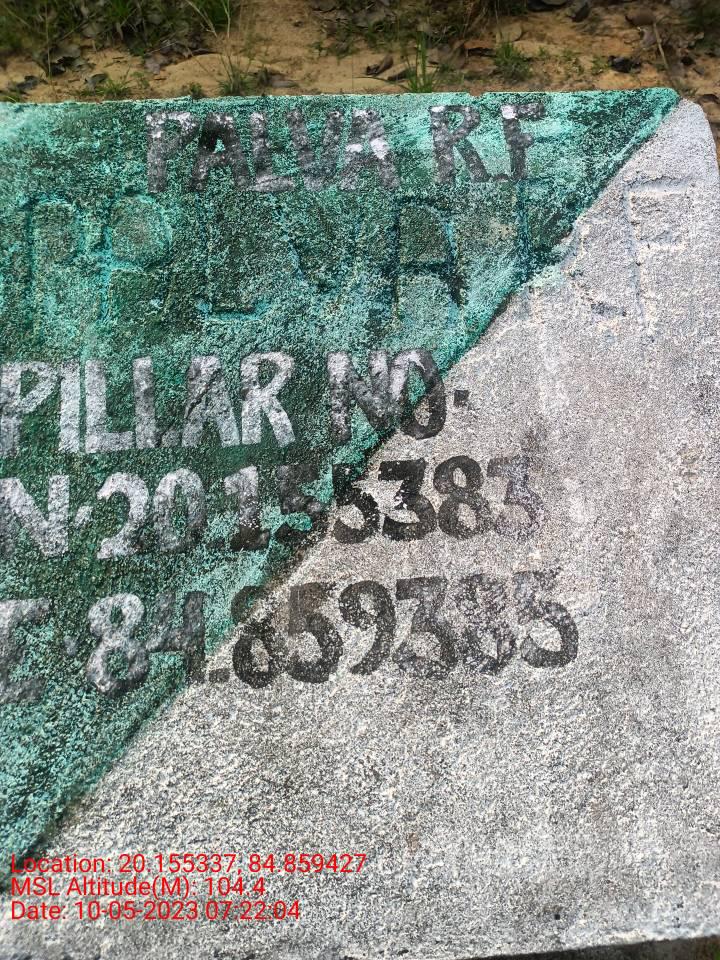 PALVA R.F
PALVA R.F
PILLAR NO.
N.20.155383
E.84.859385
Location: 20.155337, 84.859427
MSL Altitude(M): 104.4
Date: 10-05-2023 07:22:04